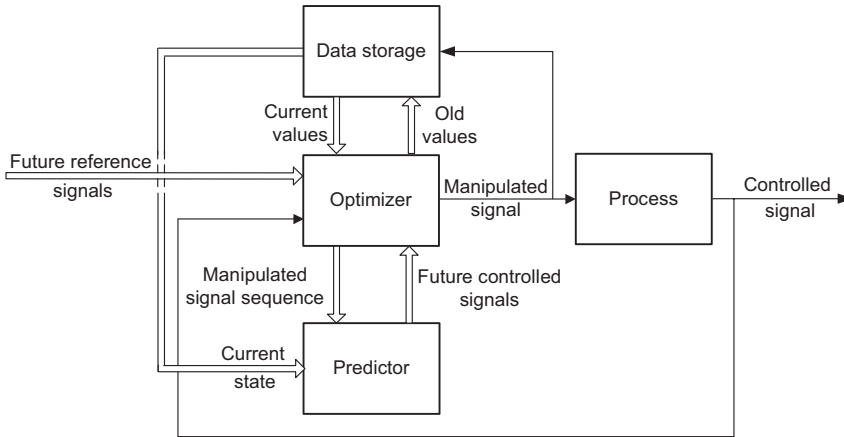 Data storage
Current
values
Old
values
Future reference
signals
Optimizer
Manipulated
signal
Process
Controlled
signal
Manipulated
signal sequence
Future controlled
signals
Current
state
Predictor